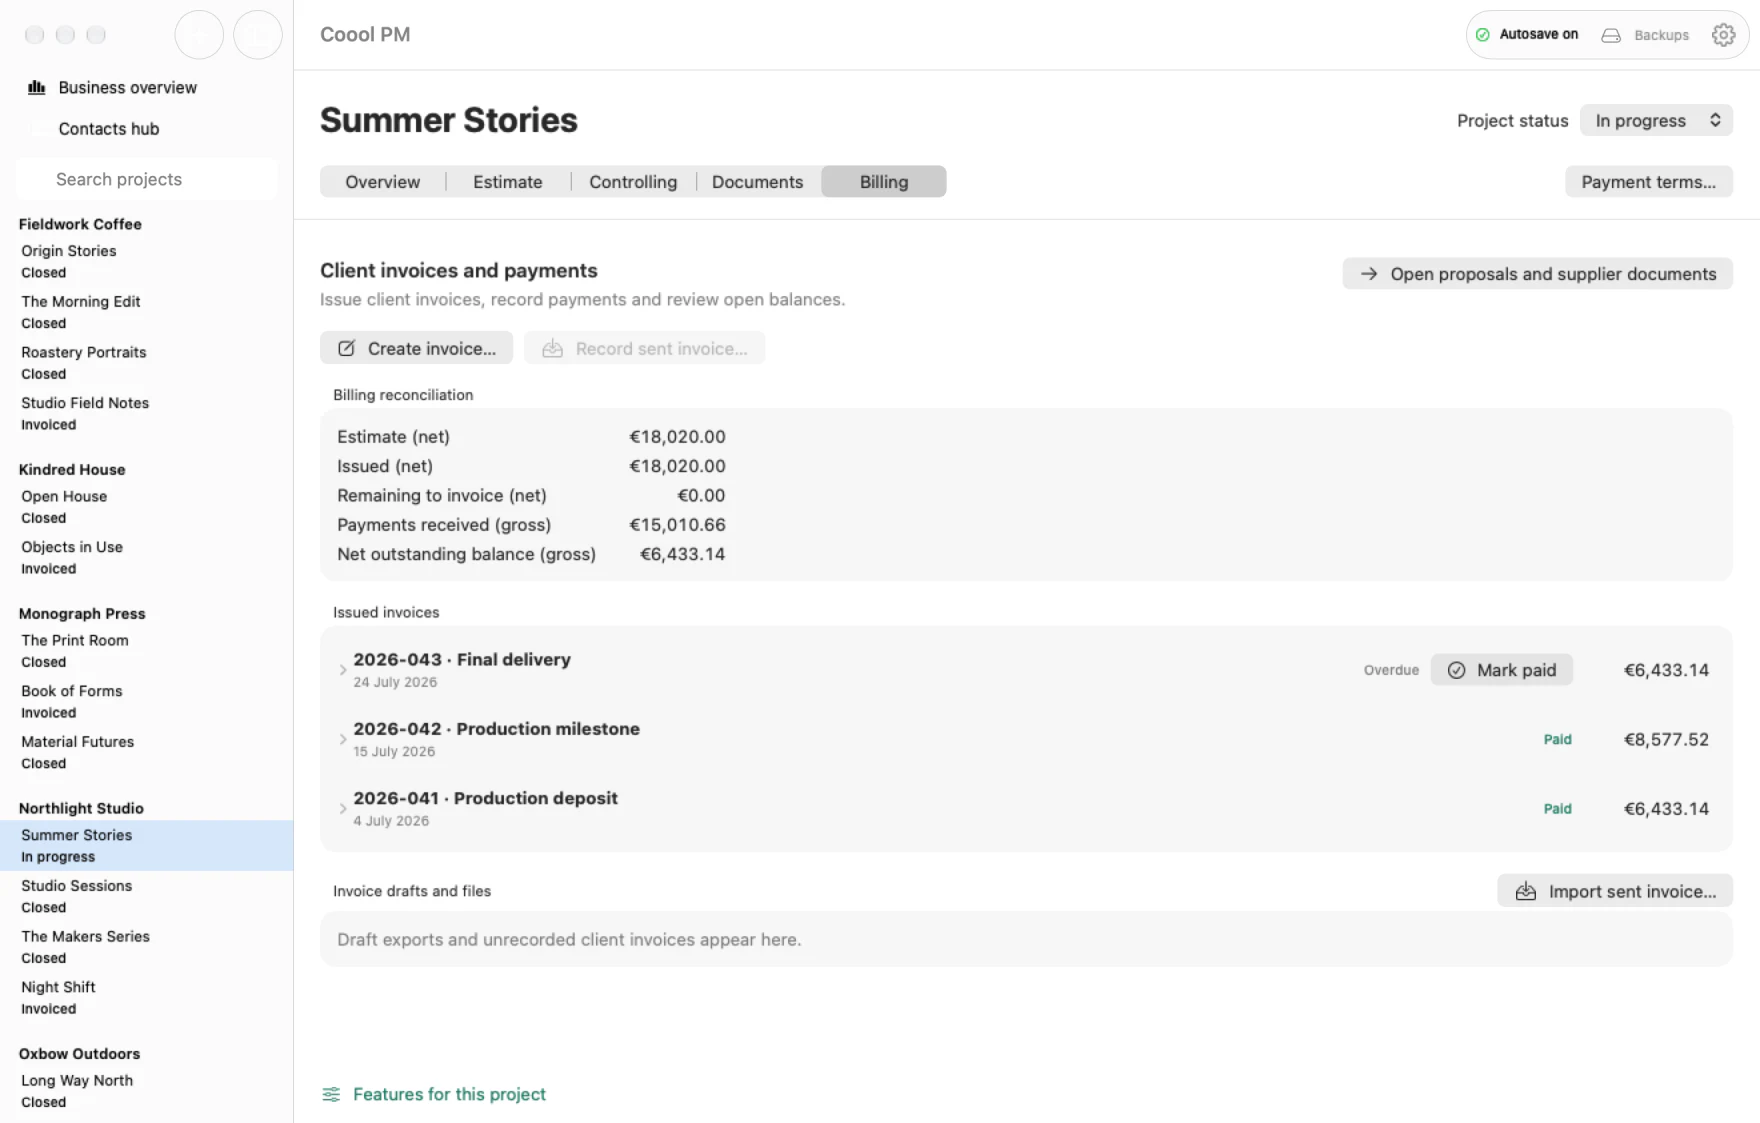 Coool PM
Autosave on
Backups
Business overview
Contacts hub
Search projects
Fieldwork Coffee
Origin Stories
Closed
The Morning Edit
Closed
Roastery Portraits
Closed
Studio Field Notes
Invoiced
Kindred House
Open House
Closed
Objects in Use
Invoiced
Monograph Press
The Print Room
Closed
Book of Forms
Invoiced
Material Futures
Closed
Northlight Studio
Summer Stories
In progress
Studio Sessions
Closed
The Makers Series
Closed
Night Shift
Invoiced
Oxbow Outdoors
Long Way North
Closed
Summer Stories
Project status In progress
Overview Estimate Controlling Documents Billing
Payment terms...
Client invoices and payments
Issue client invoices, record payments and review open balances.
Open proposals and supplier documents
Create invoice... Record sent invoice...
Billing reconciliation
Estimate (net) €18,020.00
Issued (net) €18,020.00
Remaining to invoice (net) €0.00
Payments received (gross) €15,010.66
Net outstanding balance (gross) €6,433.14
Issued invoices
2026-043 · Final delivery
24 July 2026
Overdue Mark paid €6,433.14
2026-042 · Production milestone
15 July 2026
Paid €8,577.52
2026-041 · Production deposit
4 July 2026
Paid €6,433.14
Invoice drafts and files
Import sent invoice...
Draft exports and unrecorded client invoices appear here.
Features for this project